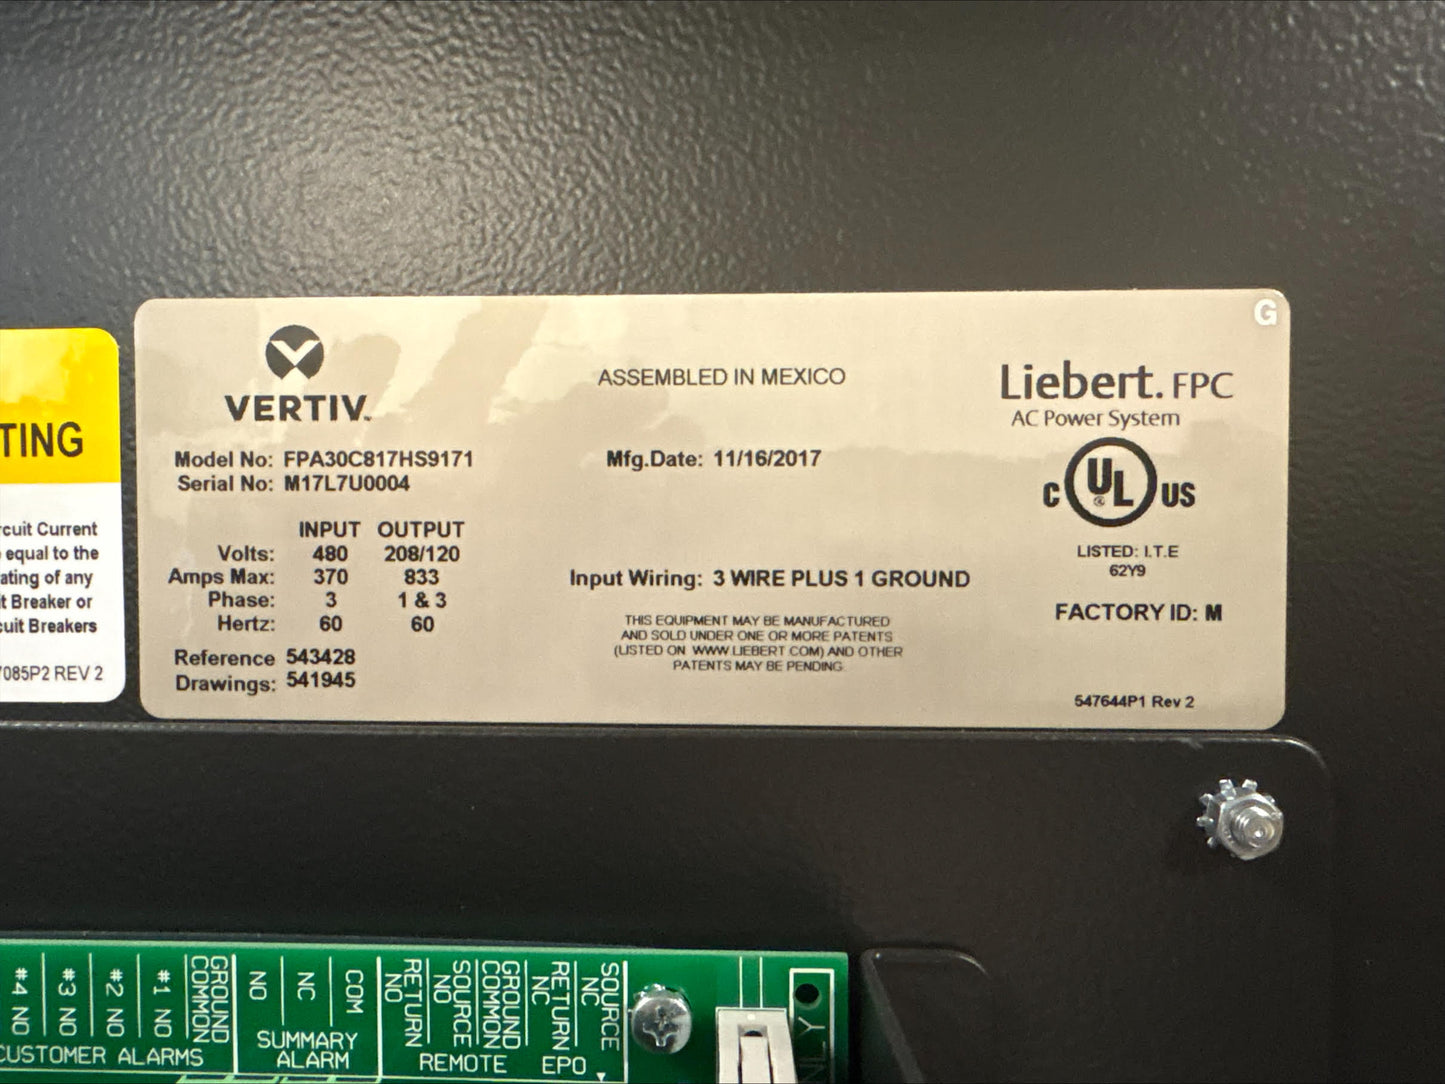 G
VERTIV™
ASSEMBLED IN MEXICO
Liebert. FPC
AC Power System
Model No: FPA30C817HS9171
Serial No: M17L7U0004
Mfg.Date: 11/16/2017
C UL US
LISTED: I.T.E
62Y9
INPUT OUTPUT
Volts: 480 208/120
Amps Max: 370 833
Phase: 3 1 & 3
Hertz: 60 60
Input Wiring: 3 WIRE PLUS 1 GROUND
FACTORY ID: M
THIS EQUIPMENT MAY BE MANUFACTURED
AND SOLD UNDER ONE OR MORE PATENTS
(LISTED ON WWW.LIEBERT.COM) AND OTHER
PATENTS MAY BE PENDING
Reference 543428
Drawings: 541945
547644P1 Rev 2
TING
rcuit Current
equal to the
ating of any
t Breaker or
cuit Breakers
7085P2 REV 2
#4 NO
#3 NO
#2 NO
#1 NO
GROUND
COMMON
CUSTOMER ALARMS
NO
NC
COM
SUMMARY
ALARM
RETURN
NO
SOURCE
NO
GROUND
COMMON
RETURN
NC
SOURCE
NC
REMOTE EPO
NLY